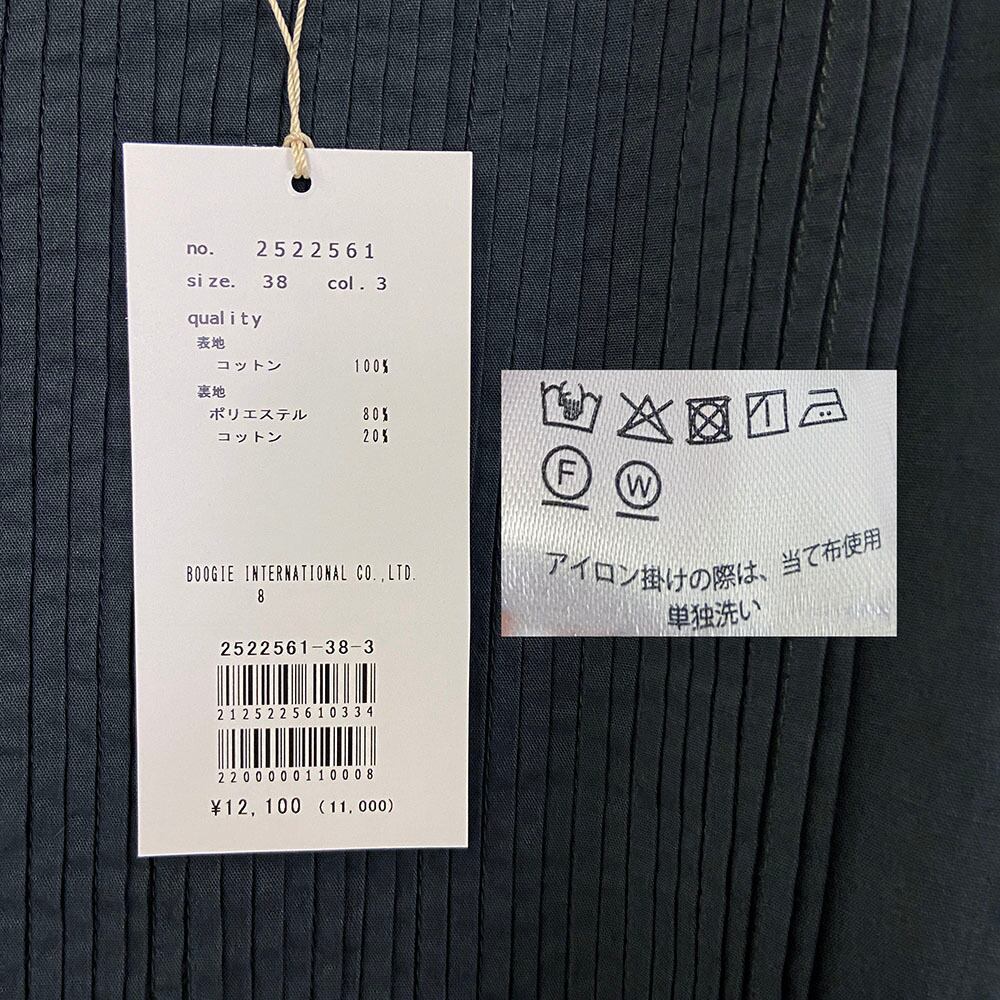 no. 2522561
size. 38 col. 3
quality
表地
コットン 100%
裏地
ポリエステル 80%
コットン 20%
BOOGIE INTERNATIONAL CO.,LTD.
8
2522561-38-3
2125225610334
2200000110008
¥12,100 (11,000)
F W
アイロン掛けの際は、当て布使用
単独洗い